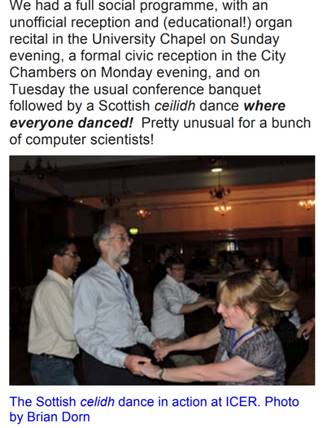 We had a full social programme, with an
unofficial reception and (educational!) organ
recital in the University Chapel on Sunday
evening, a formal civic reception in the City
Chambers on Monday evening, and on
Tuesday the usual conference banquet
followed by a Scottish ceilidh dance where
everyone danced! Pretty unusual for a bunch
of computer scientists!
The Sottish celidh dance in action at ICER. Photo
by Brian Dorn